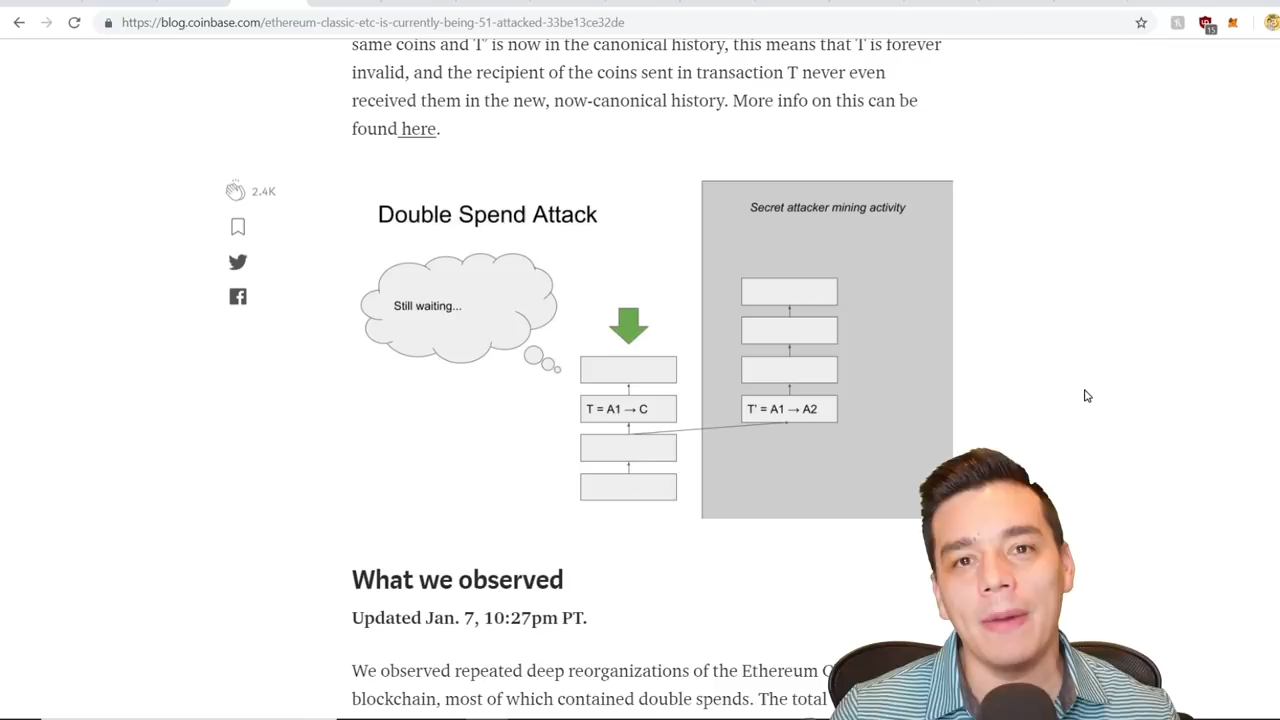 https://blog.coinbase.com/ethereum-classic-etc-is-currently-being-51-attacked-33be13ce32de
15
same coins and T' is now in the canonical history, this means that T is forever
invalid, and the recipient of the coins sent in transaction T never even
received them in the new, now-canonical history. More info on this can be
found here.
2.4K
Double Spend Attack
Secret attacker mining activity
Still waiting...
T = A1 → C
T' = A1 → A2
What we observed
Updated Jan. 7, 10:27pm PT.
We observed repeated deep reorganizations of the Ethereum C
blockchain, most of which contained double spends. The total